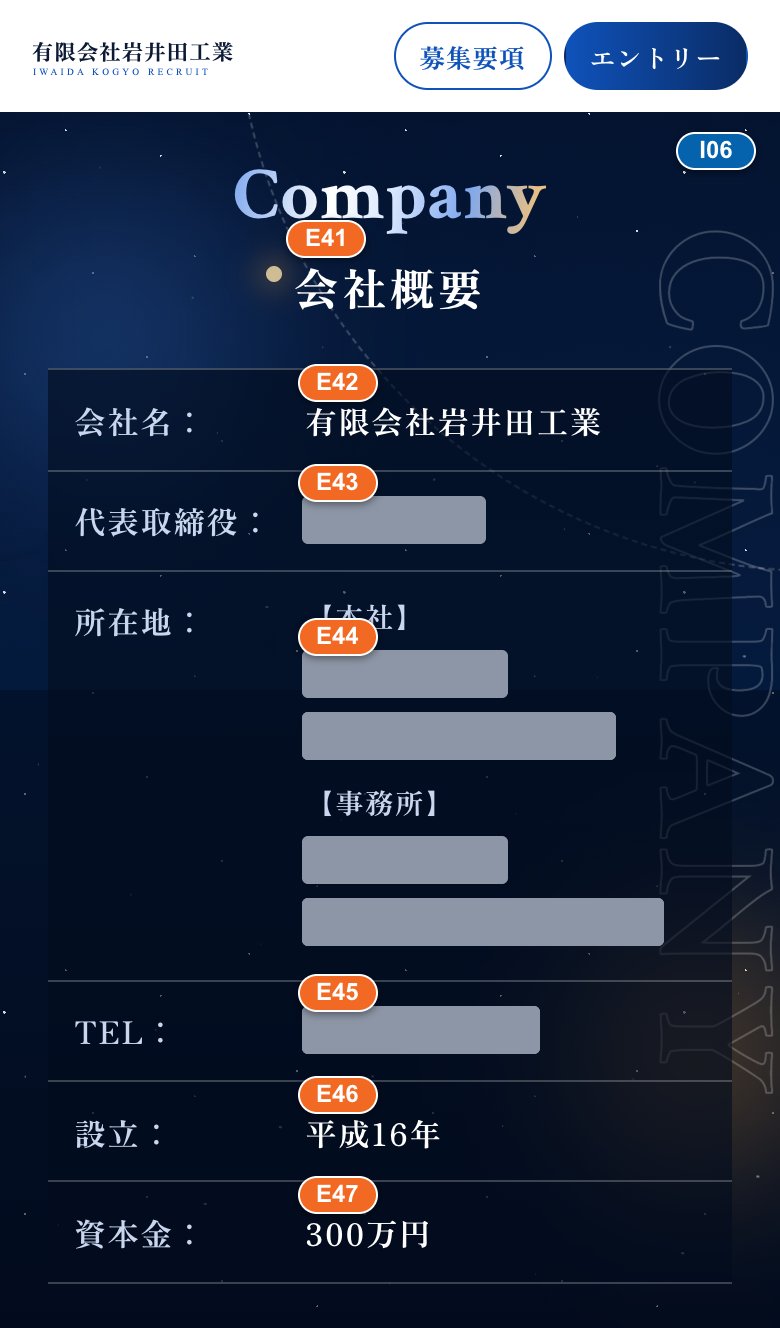 有限会社岩井田工業
IWAIDA KOGYO RECRUIT
募集要項
エントリー
I06
Company
E41
会社概要
COMPANY
E42
会社名：
有限会社岩井田工業
E43
代表取締役：
所在地：
【本社】
E44
【事務所】
E45
TEL：
E46
設立：
平成16年
E47
資本金：
300万円